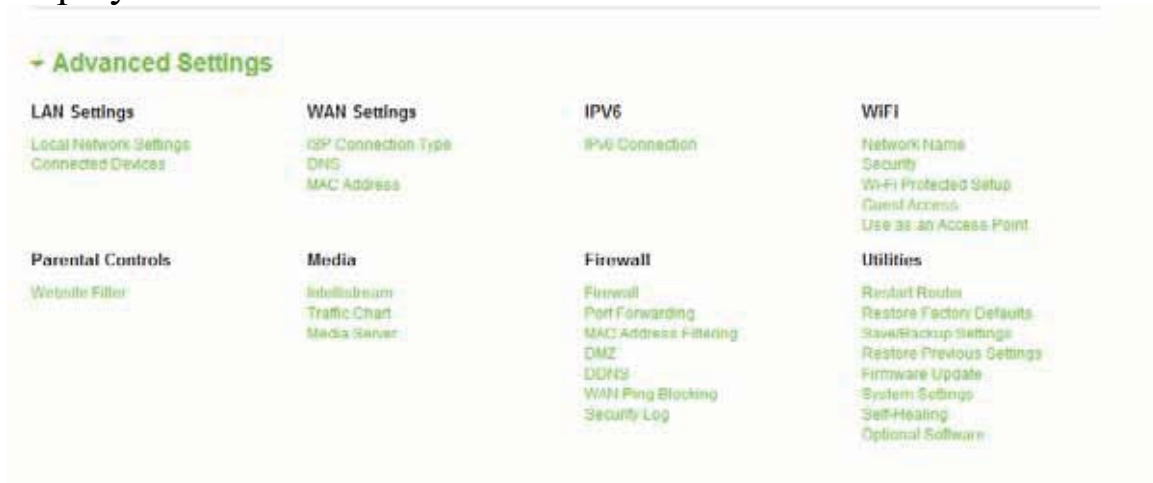 Advanced Settings
LAN Settings
Local Network Settings
Connected Devices
WAN Settings
ISP Connection Type
DNS
MAC Address
IPV6
IPv6 Connection
WiFi
Network Name
Security
Wi-Fi Protected Setup
Guest Access
Use as an Access Point
Parental Controls
Website Filter
Media
Intellistream
Traffic Chart
Media Server
Firewall
Firewall
Port Forwarding
MAC Address Filtering
DMZ
DDNS
WAN Ping Blocking
Security Log
Utilities
Restart Router
Restore Factory Defaults
Save/Backup Settings
Restore Previous Settings
Firmware Update
System Settings
Self-Healing
Optional Software